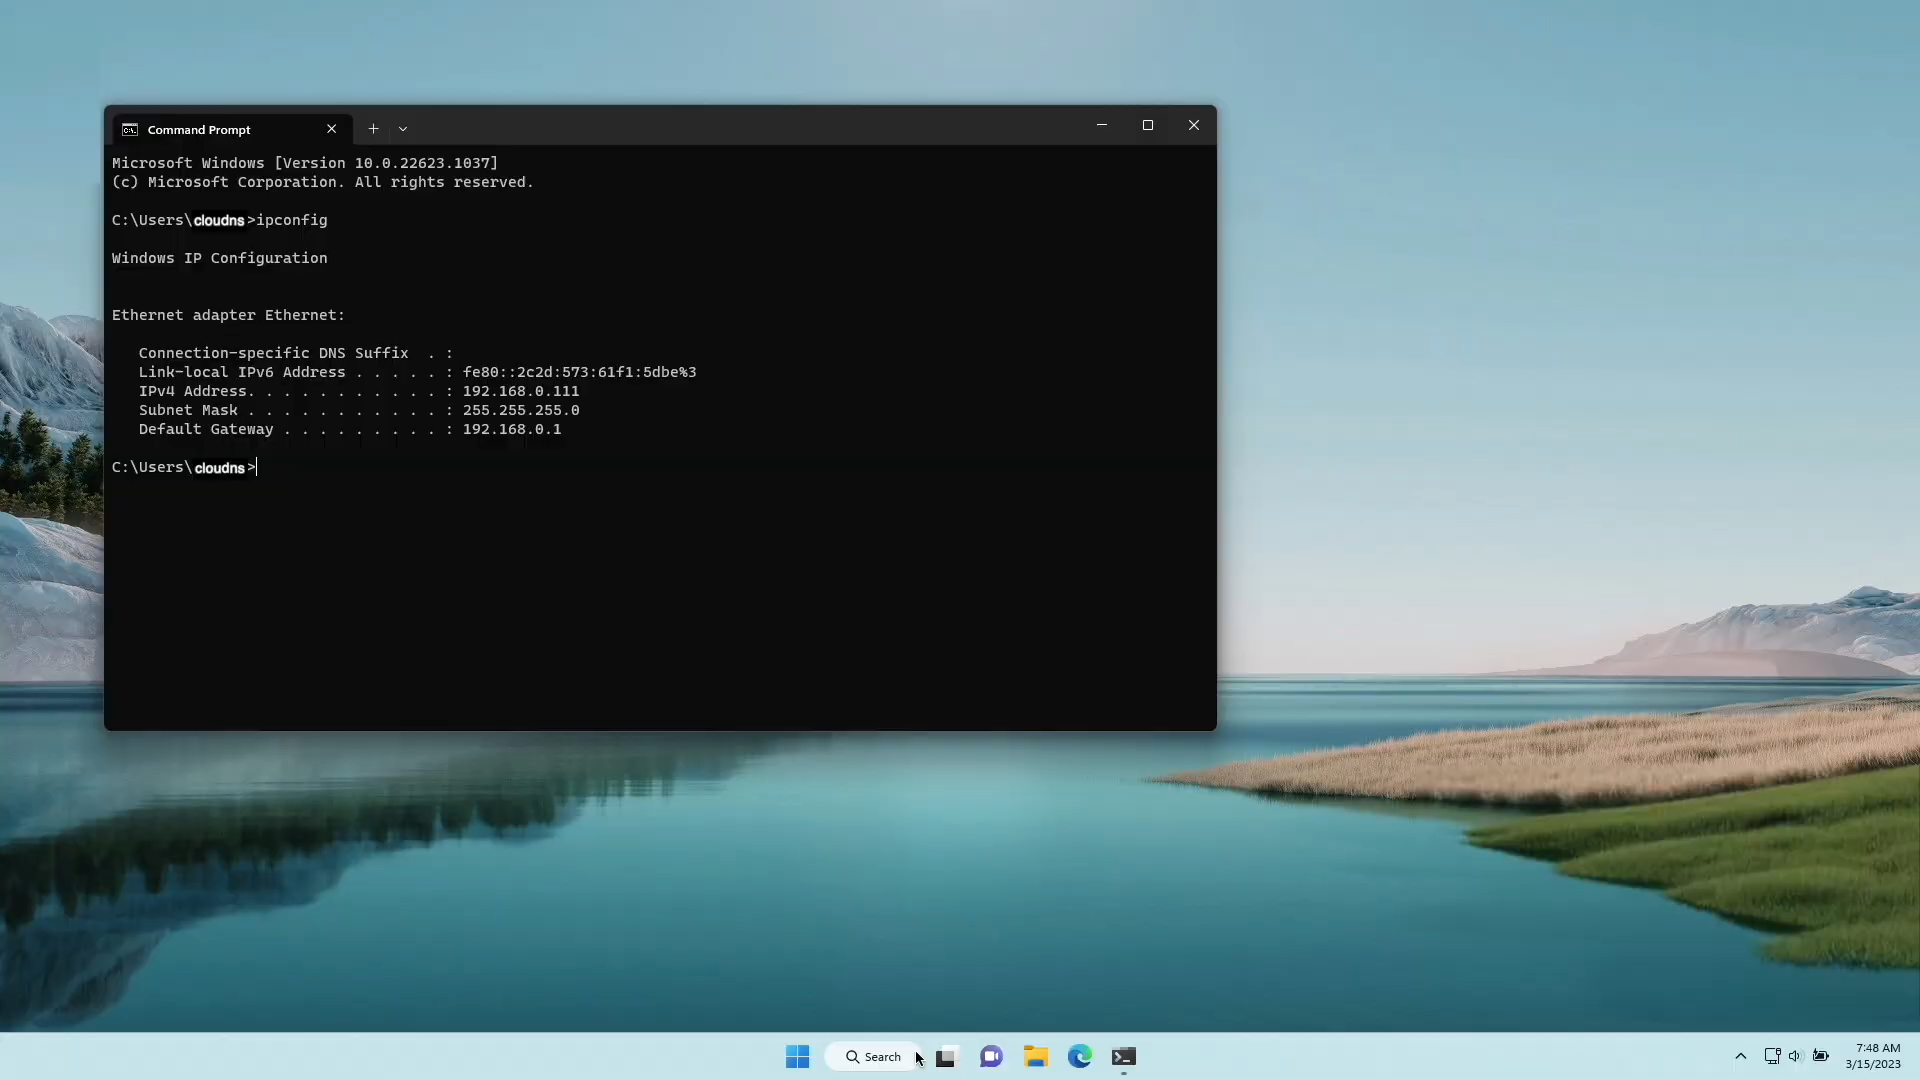 Command Prompt
Microsoft Windows [Version 10.0.22623.1037]
(c) Microsoft Corporation. All rights reserved.
C:\Users\cloudns>ipconfig
Windows IP Configuration
Ethernet adapter Ethernet:
Connection-specific DNS Suffix  . :
Link-local IPv6 Address . . . . . : fe80::2c2d:573:61f1:5dbe%3
IPv4 Address. . . . . . . . . . . : 192.168.0.111
Subnet Mask . . . . . . . . . . . : 255.255.255.0
Default Gateway . . . . . . . . . : 192.168.0.1
C:\Users\cloudns>
Search
7:48 AM
3/15/2023